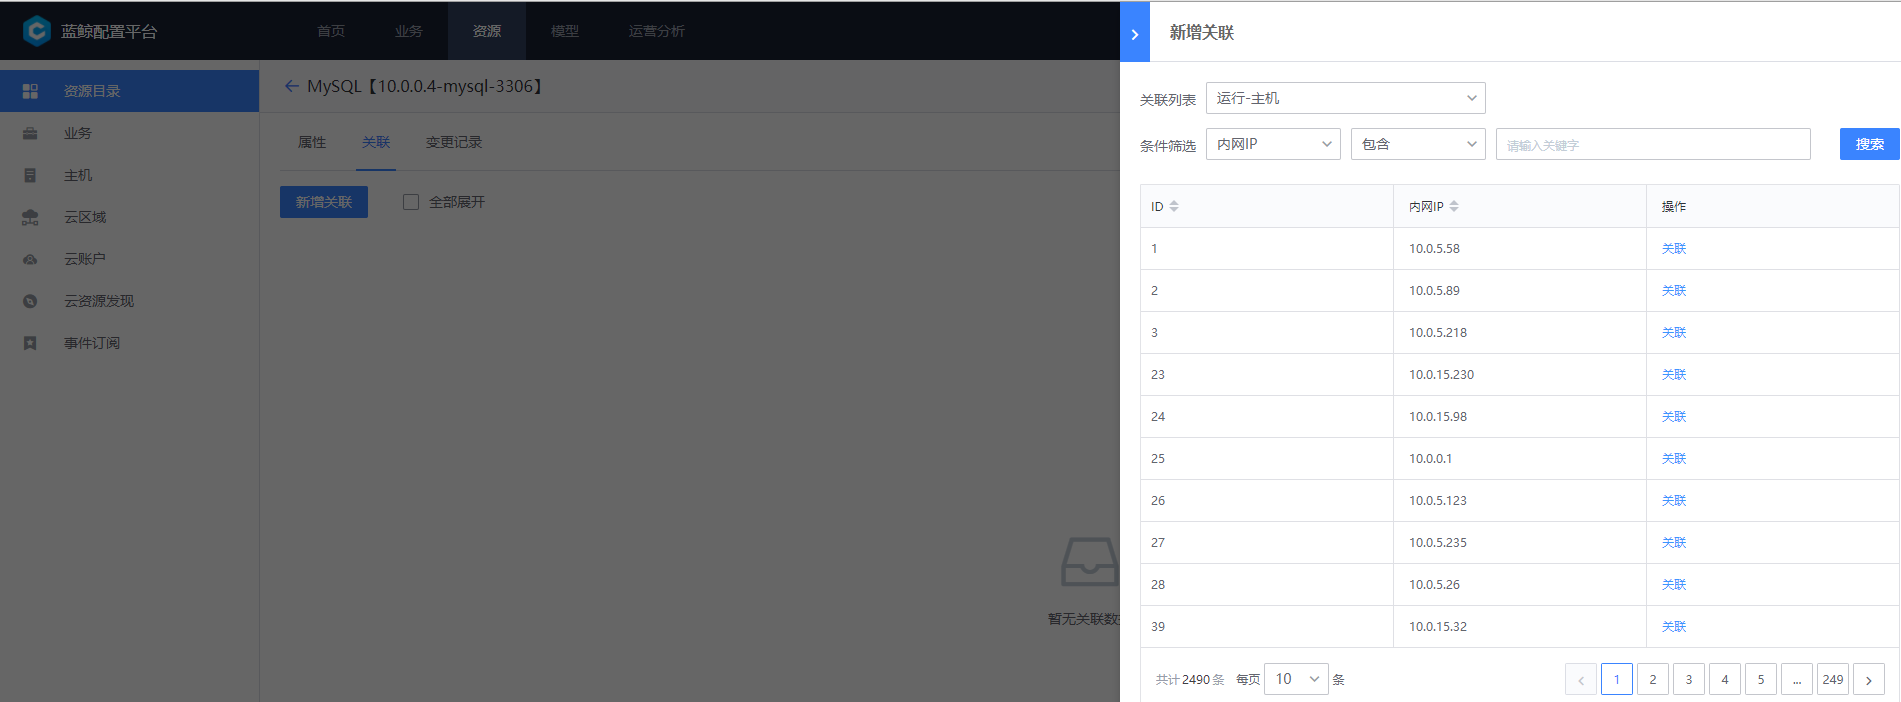 蓝鲸配置平台 首页 业务 资源 模型 运营分析
资源目录
业务
主机
云区域
云账户
云资源发现
事件订阅
MySQL【10.0.0.4-mysql-3306】
属性 关联 变更记录
新增关联 全部展开
暂无关联数
新增关联
关联列表 运行-主机
条件筛选 内网IP 包含 请输入关键字 搜索
ID 内网IP 操作
1 10.0.5.58 关联
2 10.0.5.89 关联
3 10.0.5.218 关联
23 10.0.15.230 关联
24 10.0.15.98 关联
25 10.0.0.1 关联
26 10.0.5.123 关联
27 10.0.5.235 关联
28 10.0.5.26 关联
39 10.0.15.32 关联
共计2490条 每页 10 条 1 2 3 4 5 ... 249